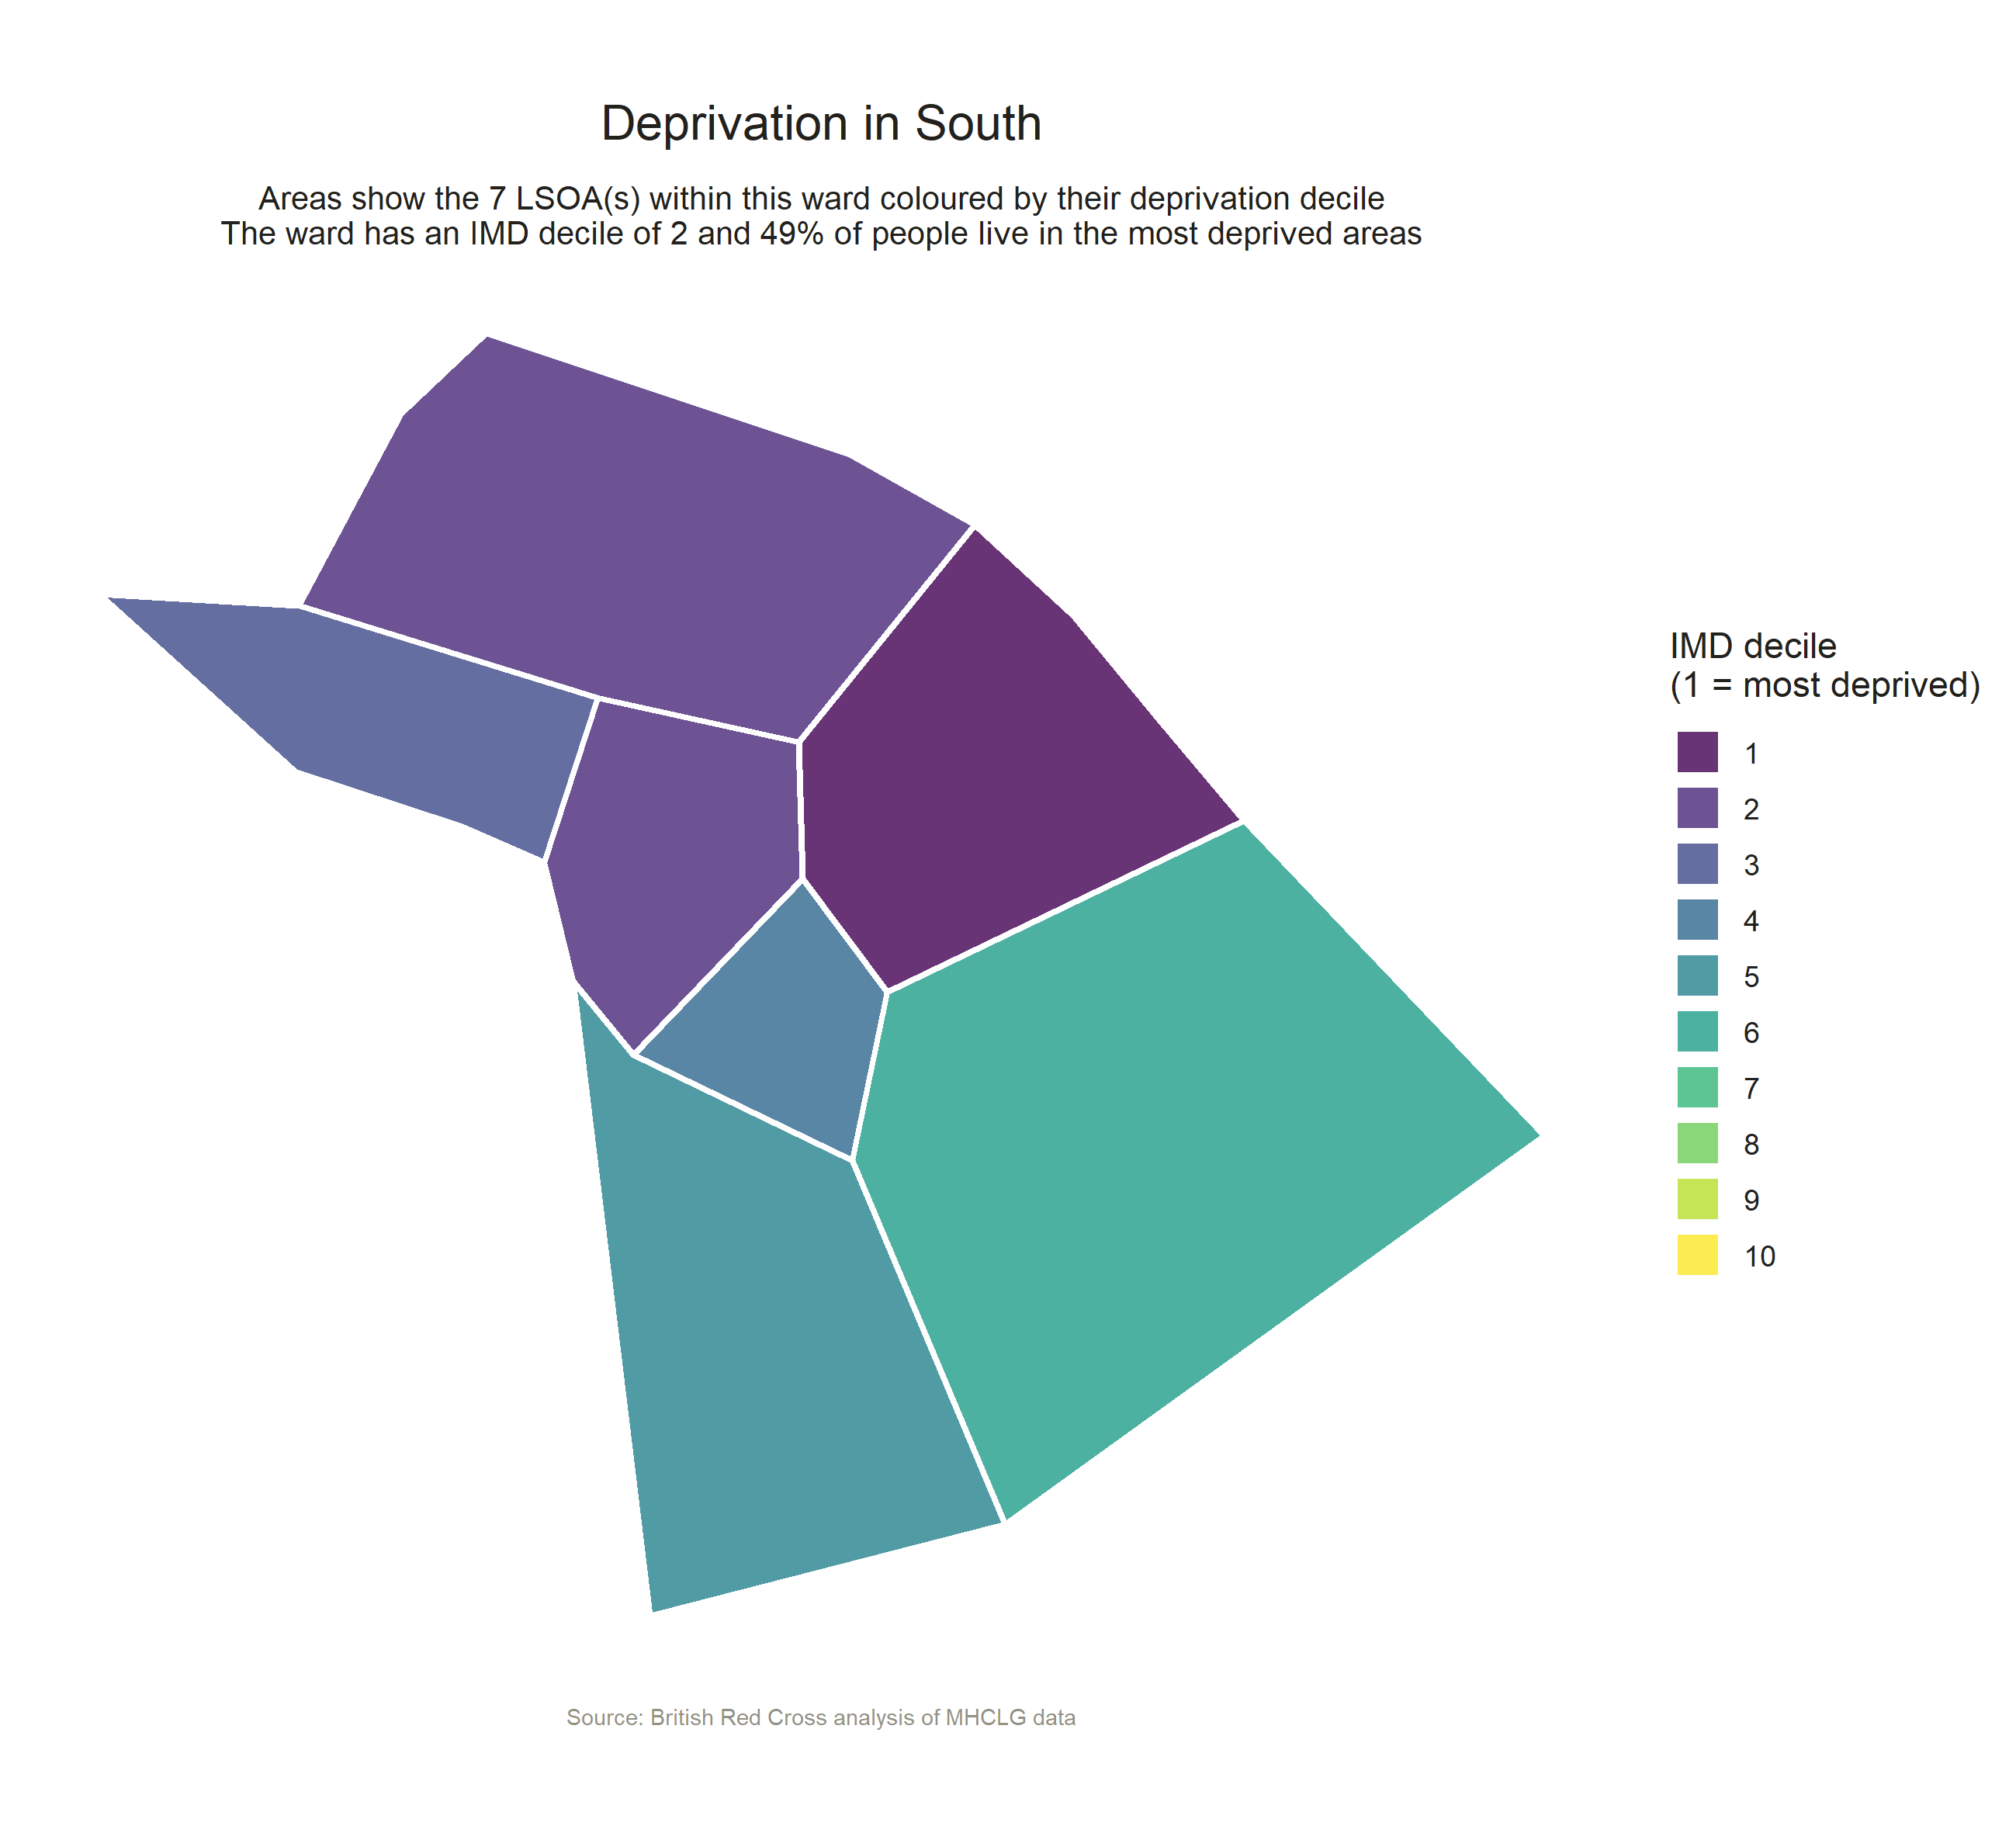 Deprivation in South
Areas show the 7 LSOA(s) within this ward coloured by their deprivation decile
The ward has an IMD decile of 2 and 49% of people live in the most deprived areas
IMD decile
(1 = most deprived)
1
2
3
4
5
6
7
8
9
10
Source: British Red Cross analysis of MHCLG data